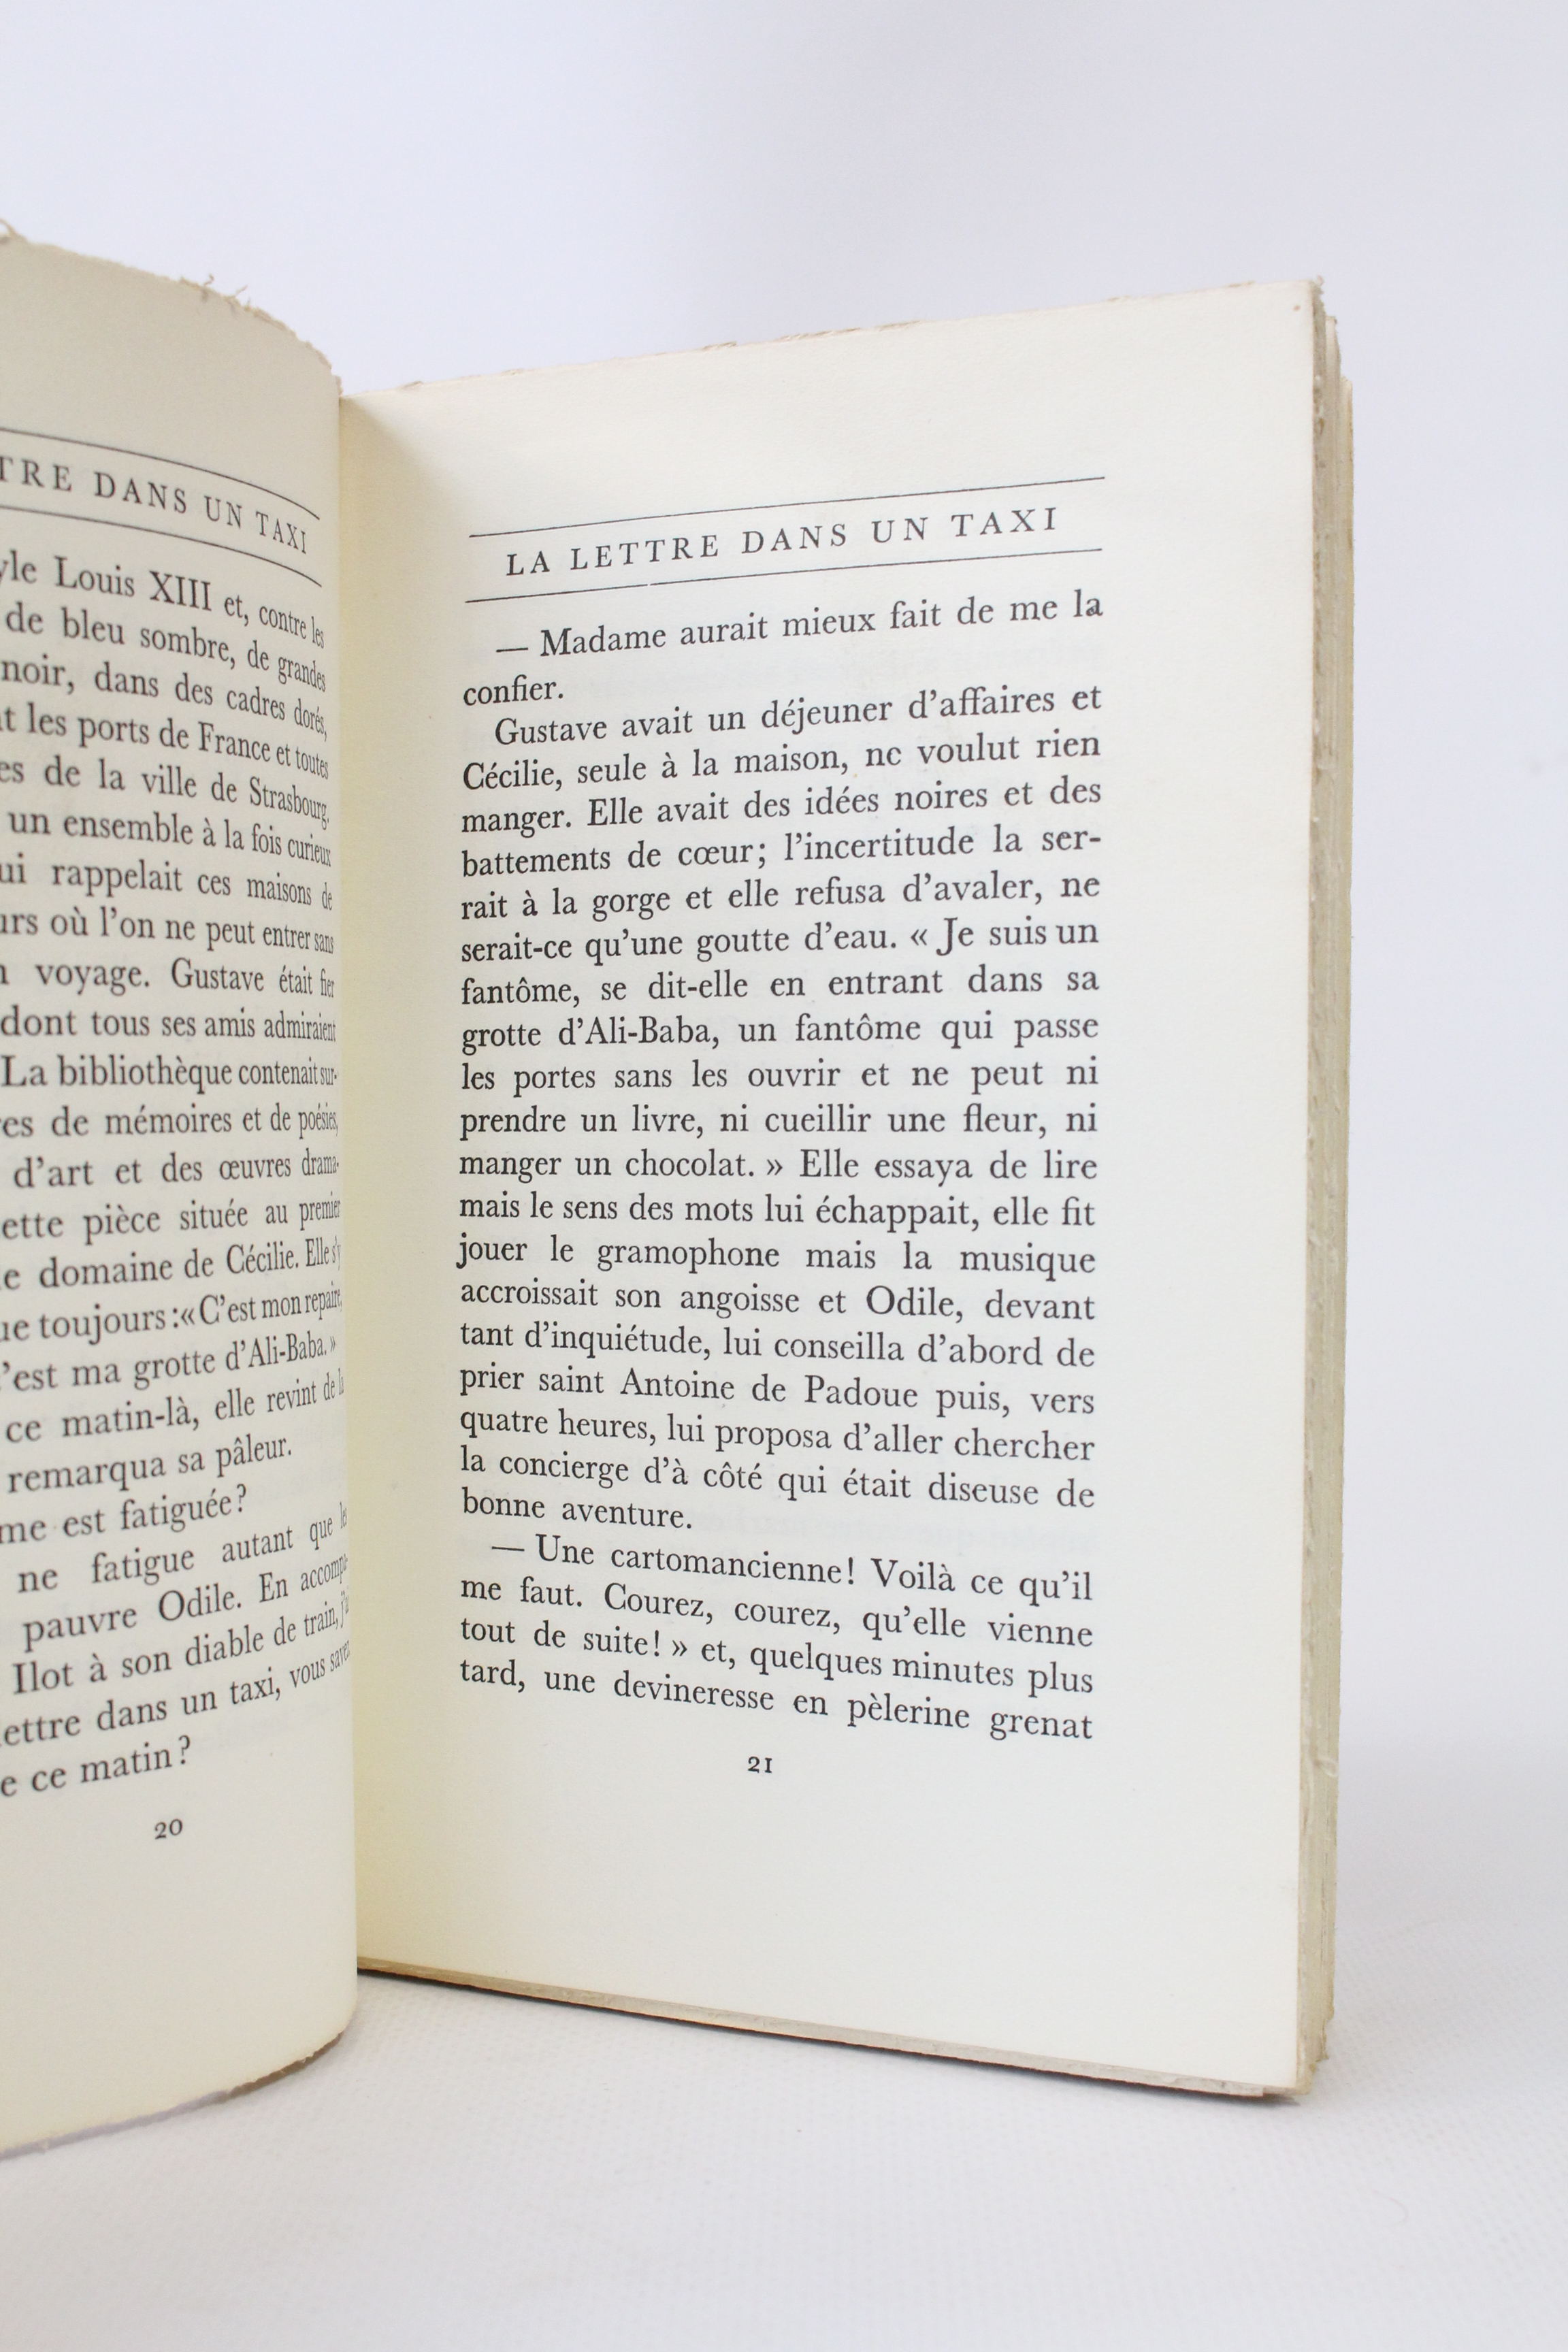 TRE DANS UN TAXI
Louis XIII et, contre les
de bleu sombre, de grandes
noir, dans des cadres dorés,
les ports de France et toutes
de la ville de Strasbourg.
un ensemble à la fois curieux
rappelait ces maisons de
où l'on ne peut entrer sans
voyage. Gustave était fier
dont tous ses amis admiraient
La bibliothèque contenait sur-
de mémoires et de poésies,
d'art et des œuvres drama-
pièce située au premier
domaine de Cécilie. Elle s'y
toujours : « C'est mon repaire,
c'est ma grotte d'Ali-Baba. »
ce matin-là, elle revint de la
remarqua sa pâleur.
est fatiguée ?
ne fatigue autant que les
pauvre Odile. En accompa-
Ilot à son diable de train, j'ai
lettre dans un taxi, vous savez
ce matin ?
20
LA LETTRE DANS UN TAXI
— Madame aurait mieux fait de me la
confier.
Gustave avait un déjeuner d'affaires et
Cécilie, seule à la maison, ne voulut rien
manger. Elle avait des idées noires et des
battements de cœur ; l'incertitude la ser-
rait à la gorge et elle refusa d'avaler, ne
serait-ce qu'une goutte d'eau. « Je suis un
fantôme, se dit-elle en entrant dans sa
grotte d'Ali-Baba, un fantôme qui passe
les portes sans les ouvrir et ne peut ni
prendre un livre, ni cueillir une fleur, ni
manger un chocolat. » Elle essaya de lire
mais le sens des mots lui échappait, elle fit
jouer le gramophone mais la musique
accroissait son angoisse et Odile, devant
tant d'inquiétude, lui conseilla d'abord de
prier saint Antoine de Padoue puis, vers
quatre heures, lui proposa d'aller chercher
la concierge d'à côté qui était diseuse de
bonne aventure.
— Une cartomancienne ! Voilà ce qu'il
me faut. Courez, courez, qu'elle vienne
tout de suite ! » et, quelques minutes plus
tard, une devineresse en pèlerine grenat
21